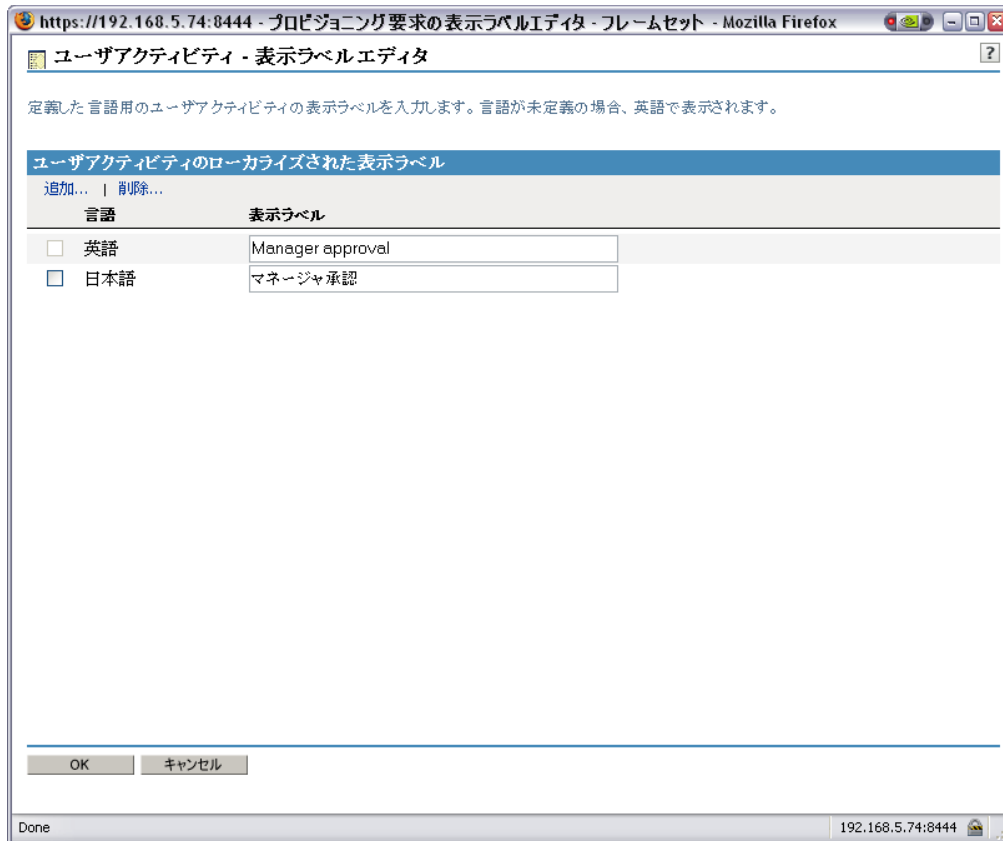 https://192.168.5.74:8444 - プロビジョニング要求の表示ラベルエディタ - フレームセット - Mozilla Firefox
ユーザアクティビティ - 表示ラベルエディタ
?
定義した言語用のユーザアクティビティの表示ラベルを入力します。言語が未定義の場合、英語で表示されます。
ユーザアクティビティのローカライズされた表示ラベル
追加... | 削除...
言語 表示ラベル
英語 Manager approval
日本語 マネージャ承認
OK キャンセル
Done 192.168.5.74:8444